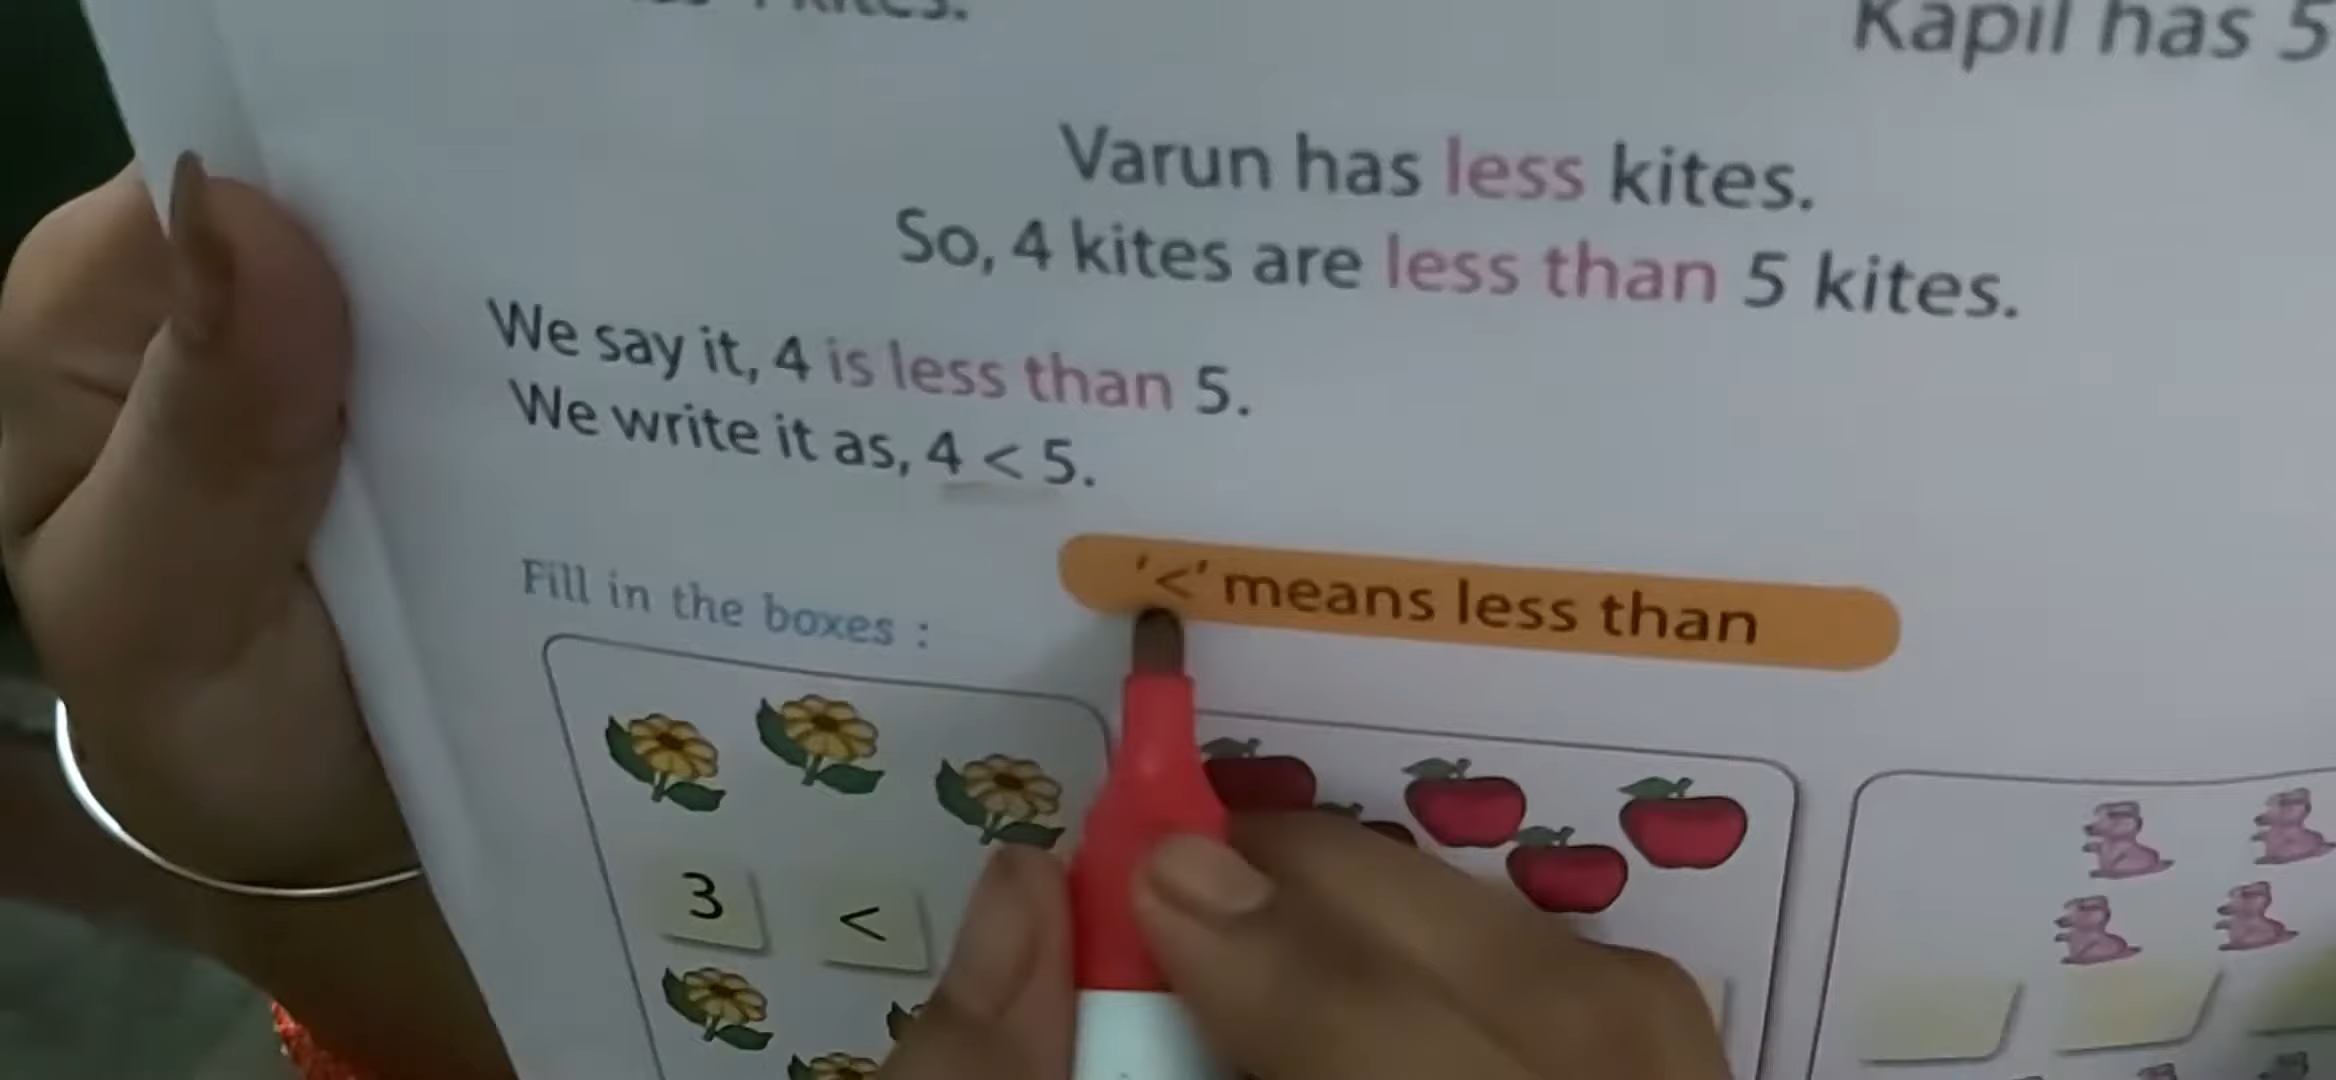 kites.
Kapil has 5
Varun has less kites.
So, 4 kites are less than 5 kites.
We say it, 4 is less than 5.
We write it as, 4 < 5.
'<' means less than
Fill in the boxes :
3 <